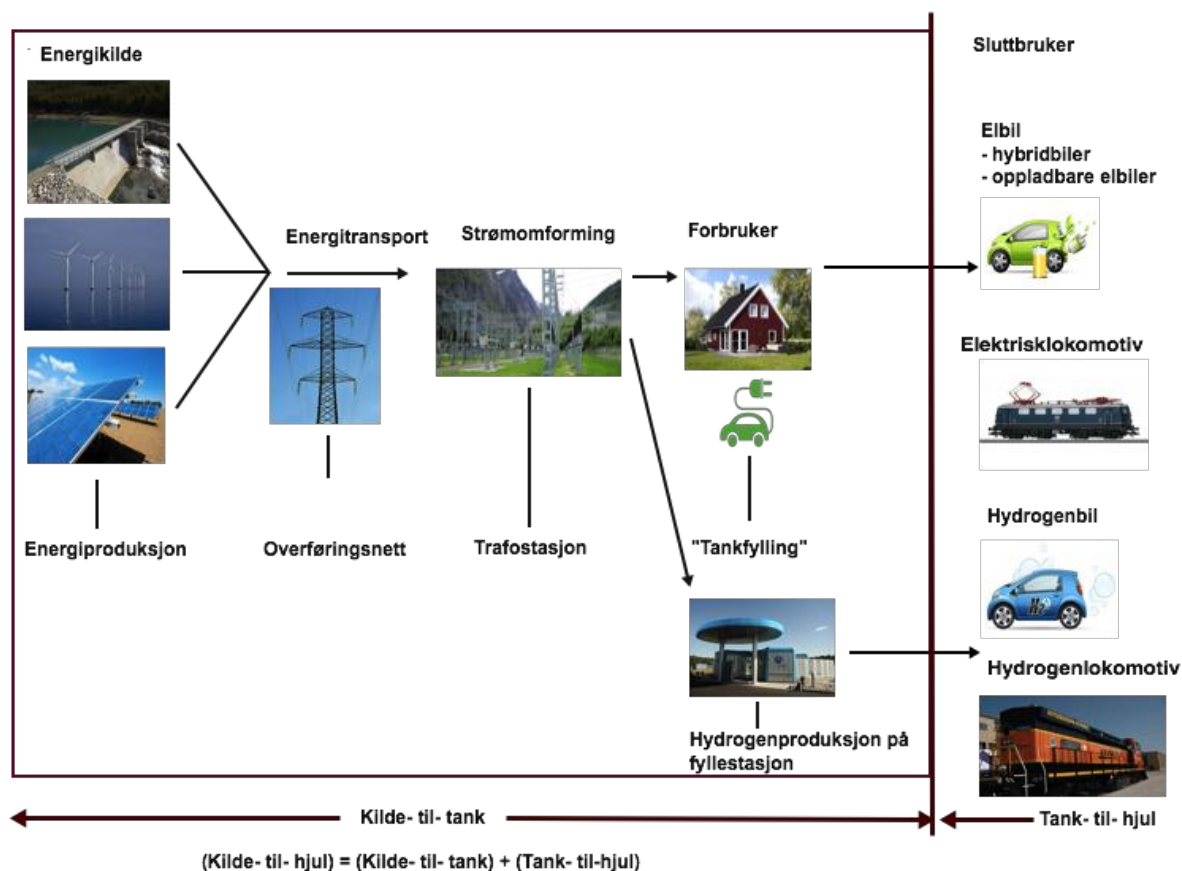 Energikilde
Sluttbruker
Elbil
- hybridbiler
- oppladbare elbiler
Energitransport
Strømomforming
Forbruker
Elektrisklokomotiv
Hydrogenbil
Energiproduksjon
Overføringsnett
Trafostasjon
"Tankfylling"
H2
Hydrogenlokomotiv
Hydrogenproduksjon på
fyllestasjon
Kilde- til- tank
Tank- til- hjul
(Kilde- til- hjul) = (Kilde- til- tank) + (Tank- til-hjul)